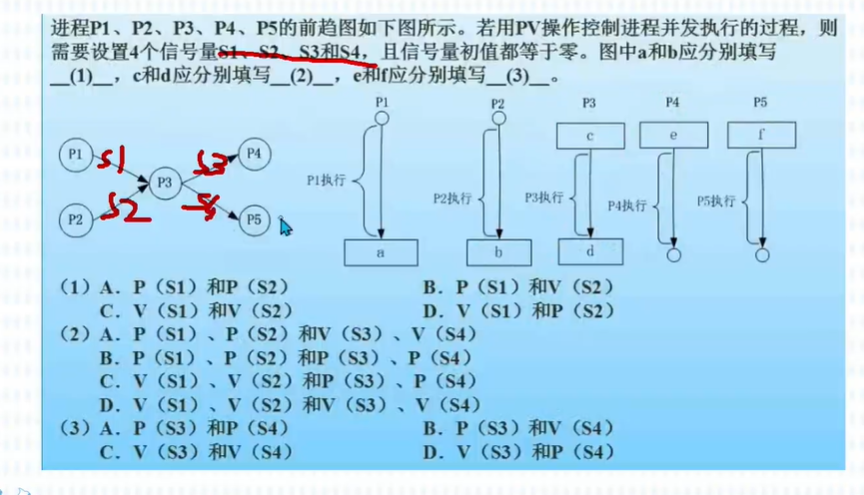 进程P1、P2、P3、P4、P5的前趋图如下图所示。若用PV操作控制进程并发执行的过程，则
需要设置4个信号量S1、S2、S3和S4，且信号量初值都等于零。图中a和b应分别填写
__(1)__，c和d应分别填写__(2)__，e和f应分别填写__(3)__。
P1 P2 P3 P4 P5
c e f
P1 S1 S3 P4
P3
P2 S2 S4 P5
P1执行 P2执行 P3执行 P4执行 P5执行
a b d
（1）A．P（S1）和P（S2） B．P（S1）和V（S2）
C．V（S1）和V（S2） D．V（S1）和P（S2）
（2）A．P（S1）、P（S2）和V（S3）、V（S4）
B．P（S1）、P（S2）和P（S3）、P（S4）
C．V（S1）、V（S2）和P（S3）、P（S4）
D．V（S1）、V（S2）和V（S3）、V（S4）
（3）A．P（S3）和P（S4） B．P（S3）和V（S4）
C．V（S3）和V（S4） D．V（S3）和P（S4）